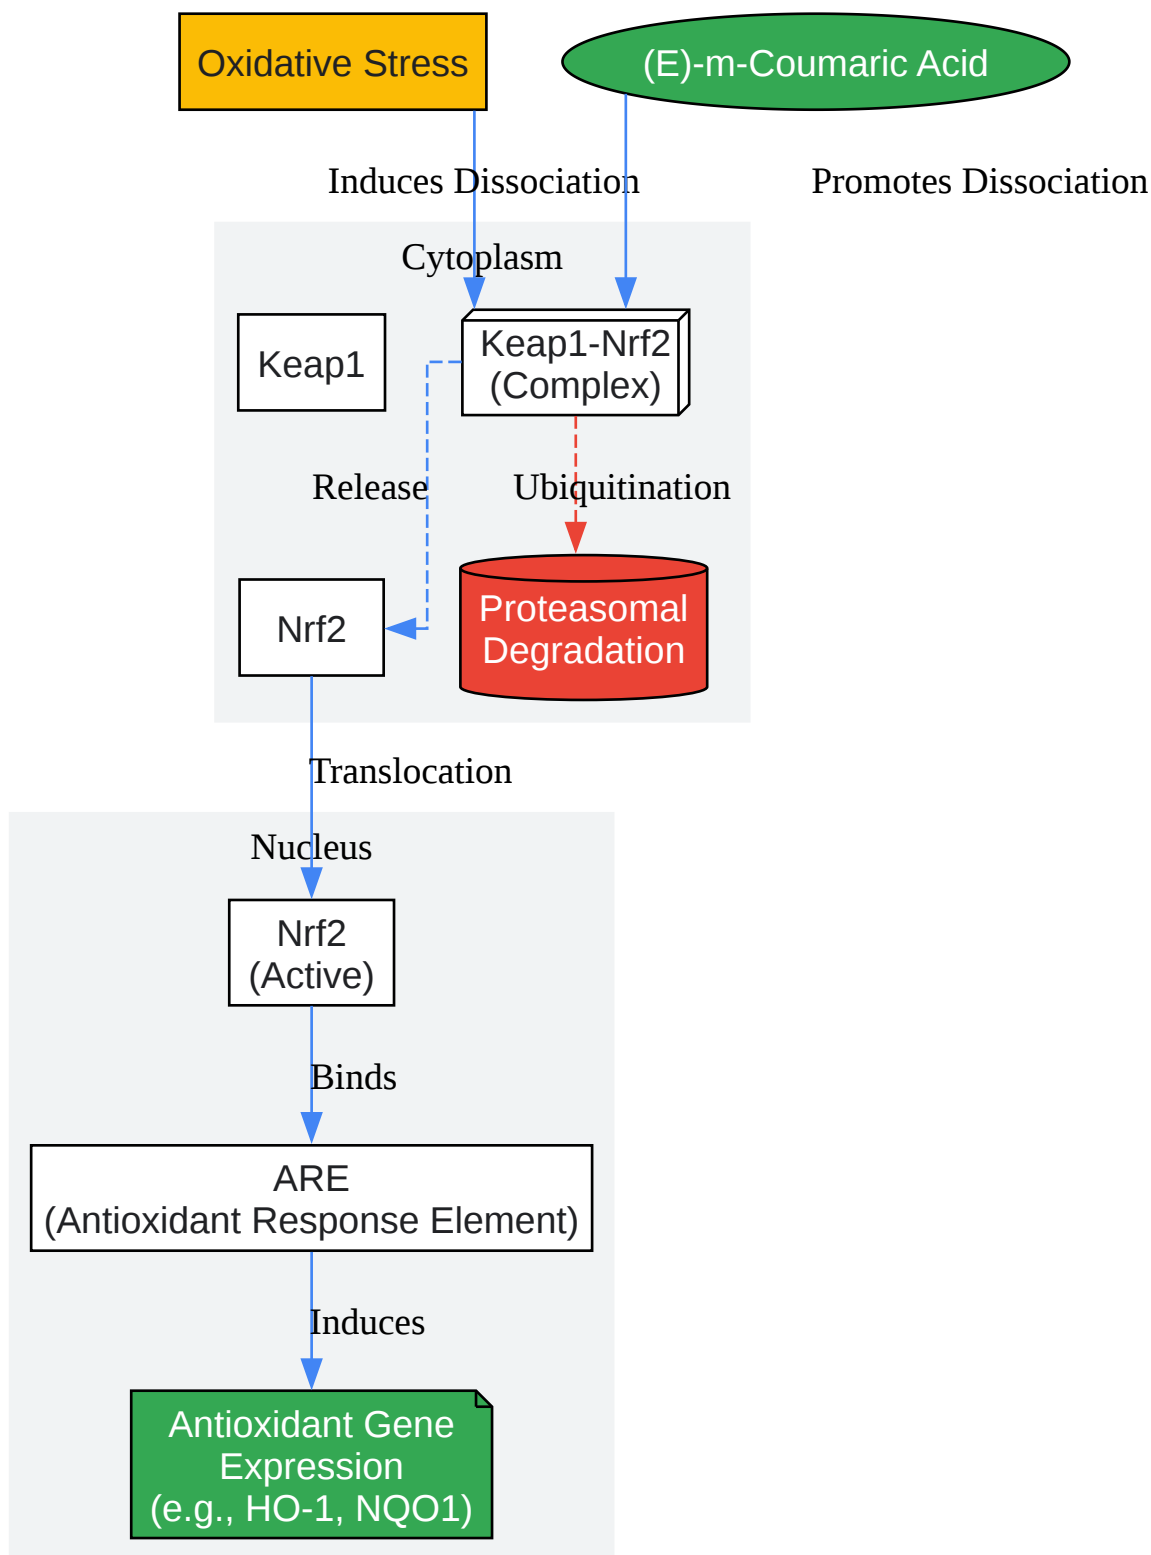 Oxidative Stress
(E)-m-Coumaric Acid
Induces Dissociation
Promotes Dissociation
Cytoplasm
Keap1
Keap1-Nrf2
(Complex)
Release
Ubiquitination
Nrf2
Proteasomal
Degradation
Translocation
Nucleus
Nrf2
(Active)
Binds
ARE
(Antioxidant Response Element)
Induces
Antioxidant Gene
Expression
(e.g., HO-1, NQO1)